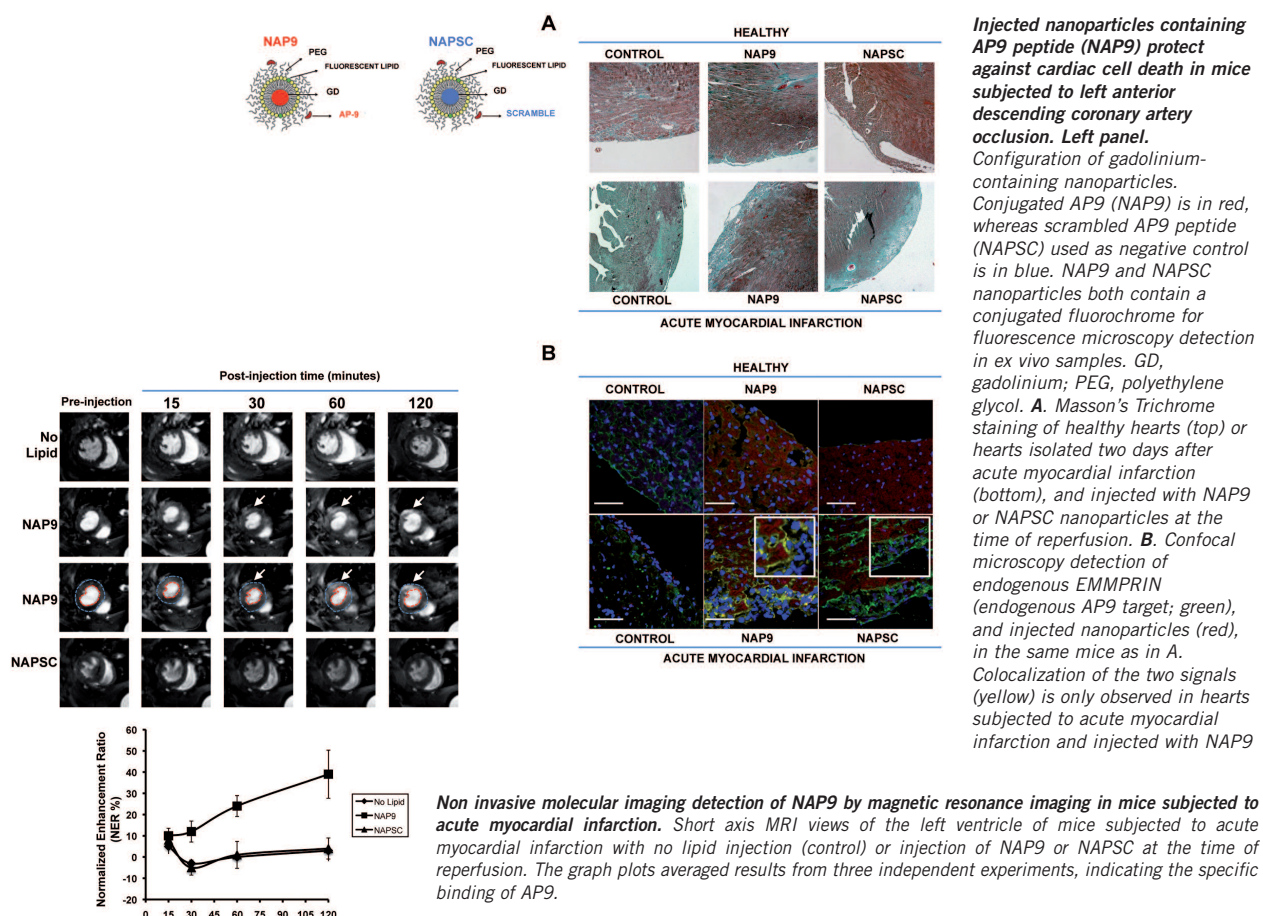 NAP9
PEG
FLUORESCENT LIPID
GD
AP-9
NAPSC
PEG
FLUORESCENT LIPID
GD
SCRAMBLE
A
HEALTHY
CONTROL NAP9 NAPSC
CONTROL NAP9 NAPSC
ACUTE MYOCARDIAL INFARCTION
B
HEALTHY
CONTROL NAP9 NAPSC
CONTROL NAP9 NAPSC
ACUTE MYOCARDIAL INFARCTION
Injected nanoparticles containing
AP9 peptide (NAP9) protect
against cardiac cell death in mice
subjected to left anterior
descending coronary artery
occlusion. Left panel.
Configuration of gadolinium-
containing nanoparticles.
Conjugated AP9 (NAP9) is in red,
whereas scrambled AP9 peptide
(NAPSC) used as negative control
is in blue. NAP9 and NAPSC
nanoparticles both contain a
conjugated fluorochrome for
fluorescence microscopy detection
in ex vivo samples. GD,
gadolinium; PEG, polyethylene
glycol. A. Masson's Trichrome
staining of healthy hearts (top) or
hearts isolated two days after
acute myocardial infarction
(bottom), and injected with NAP9
or NAPSC nanoparticles at the
time of reperfusion. B. Confocal
microscopy detection of
endogenous EMMPRIN
(endogenous AP9 target; green),
and injected nanoparticles (red),
in the same mice as in A.
Colocalization of the two signals
(yellow) is only observed in hearts
subjected to acute myocardial
infarction and injected with NAP9
Post-injection time (minutes)
Pre-injection 15 30 60 120
No
Lipid
NAP9
NAP9
NAPSC
Normalized Enhancement Ratio
(NER %)
60
50
40
30
20
10
0
-10
-20
0 15 30 45 60 75 90 105 120
No Lipid
NAP9
NAPSC
Non invasive molecular imaging detection of NAP9 by magnetic resonance imaging in mice subjected to
acute myocardial infarction. Short axis MRI views of the left ventricle of mice subjected to acute
myocardial infarction with no lipid injection (control) or injection of NAP9 or NAPSC at the time of
reperfusion. The graph plots averaged results from three independent experiments, indicating the specific
binding of AP9.